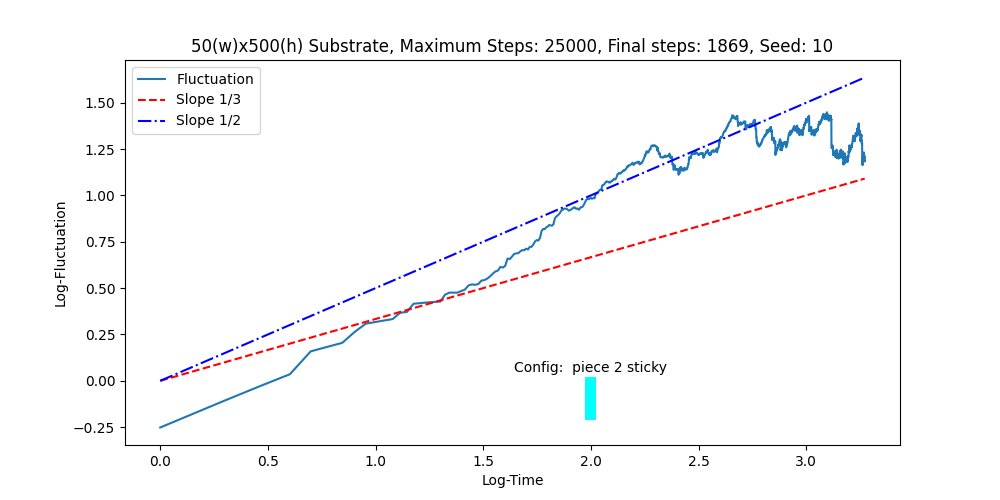 50(w)x500(h) Substrate, Maximum Steps: 25000, Final steps: 1869, Seed: 10
Fluctuation
Slope 1/3
Slope 1/2
1.50
1.25
1.00
0.75
0.50
0.25
0.00
−0.25
Log-Fluctuation
Config:  piece 2 sticky
0.0 0.5 1.0 1.5 2.0 2.5 3.0
Log-Time